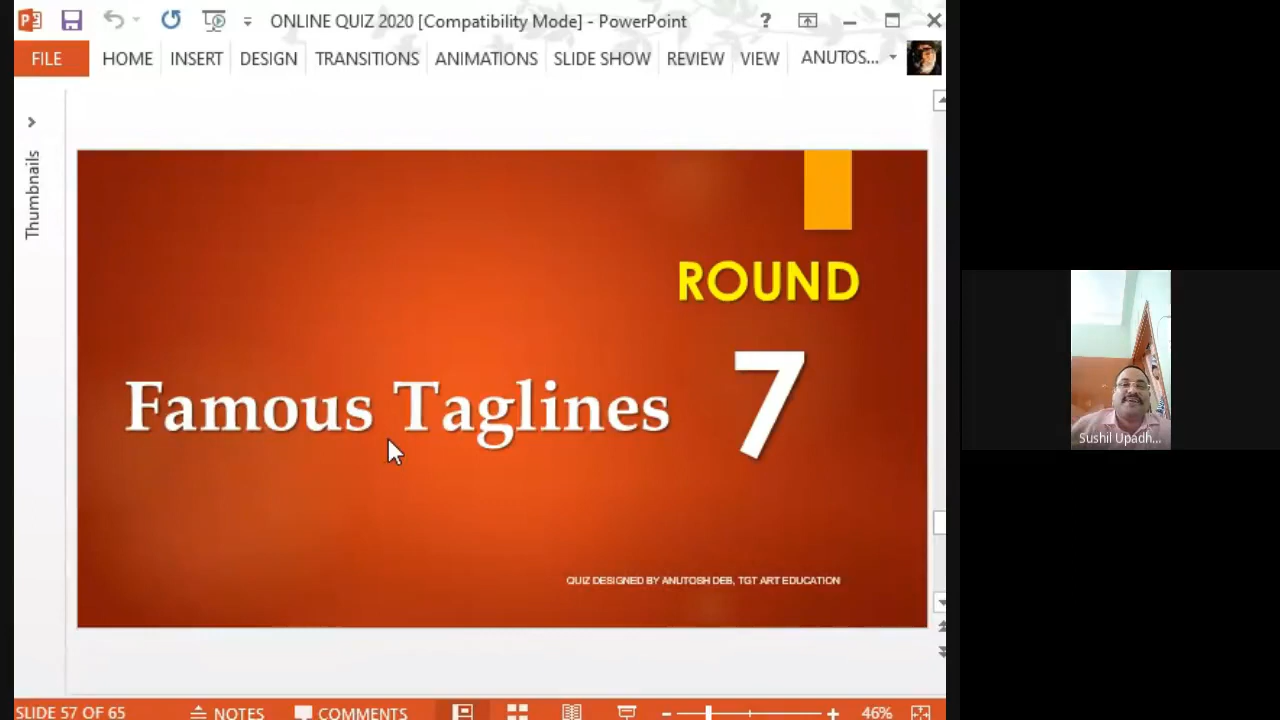 ONLINE QUIZ 2020 [Compatibility Mode] - PowerPoint
?
FILE HOME INSERT DESIGN TRANSITIONS ANIMATIONS SLIDE SHOW REVIEW VIEW ANUTOS...
Thumbnails
ROUND
7
Famous Taglines
QUIZ DESIGNED BY ANUTOSH DEB, TGT ART EDUCATION
Sushil Upadh...
SLIDE 57 OF 65 NOTES COMMENTS 46%